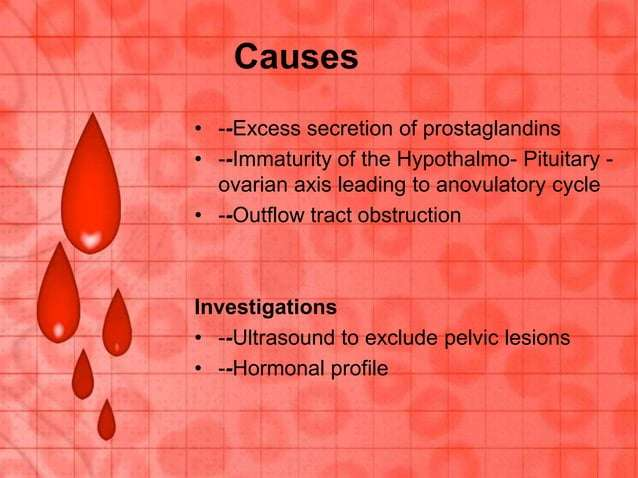 Causes
• --Excess secretion of prostaglandins
• --Immaturity of the Hypothalmo- Pituitary -
ovarian axis leading to anovulatory cycle
• --Outflow tract obstruction
Investigations
• --Ultrasound to exclude pelvic lesions
• --Hormonal profile